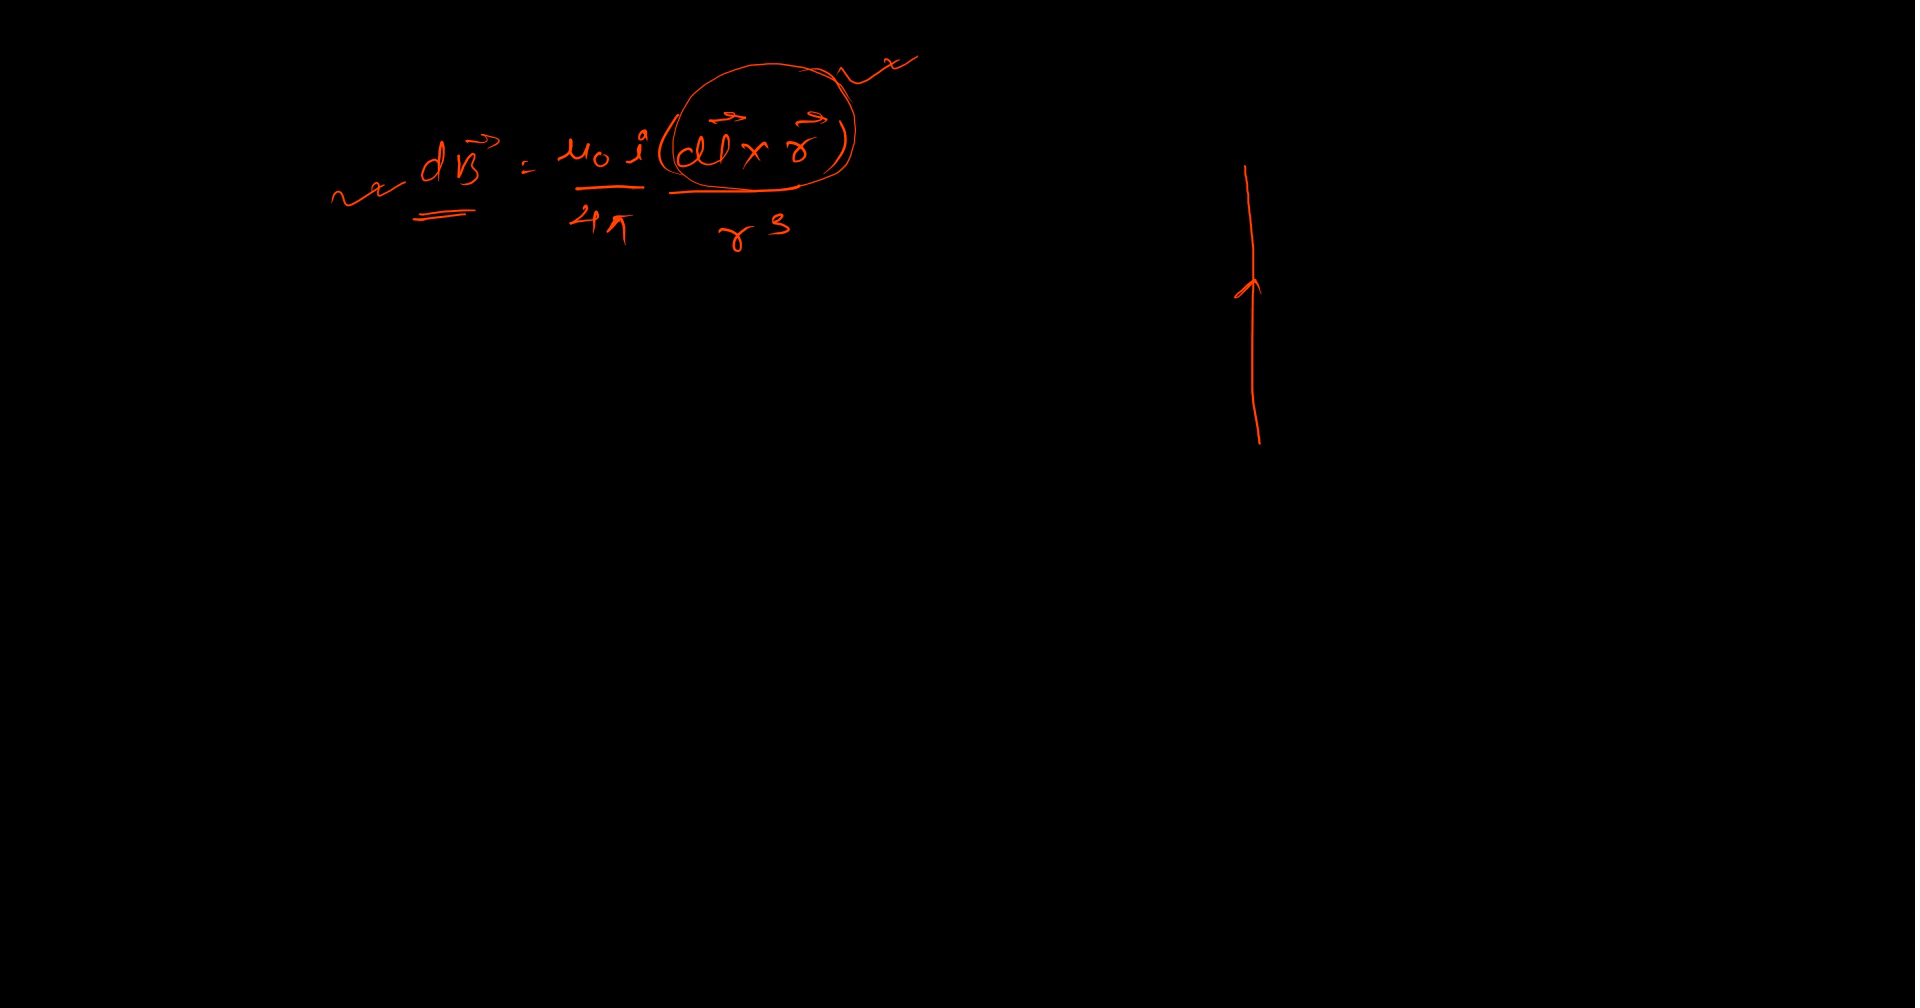 dB⃗ = μ₀ i (dl⃗ × r⃗)
4π r³